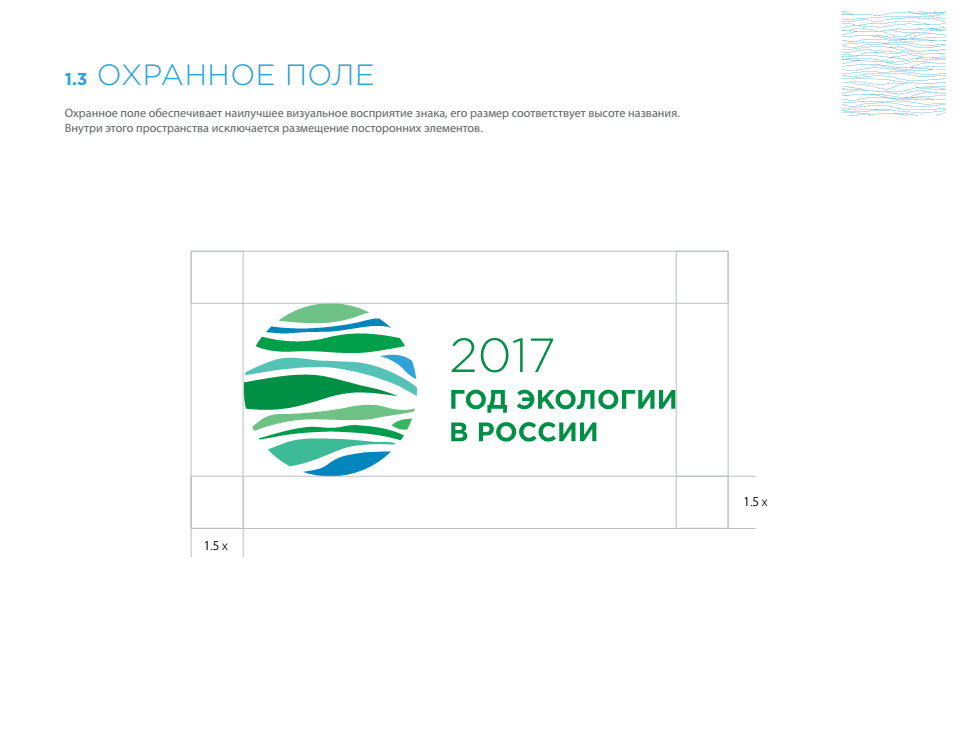 1.3 ОХРАННОЕ ПОЛЕ
Охранное поле обеспечивает наилучшее визуальное восприятие знака, его размер соответствует высоте названия.
Внутри этого пространства исключается размещение посторонних элементов.
2017
ГОД ЭКОЛОГИИ
В РОССИИ
1.5 x
1.5 x